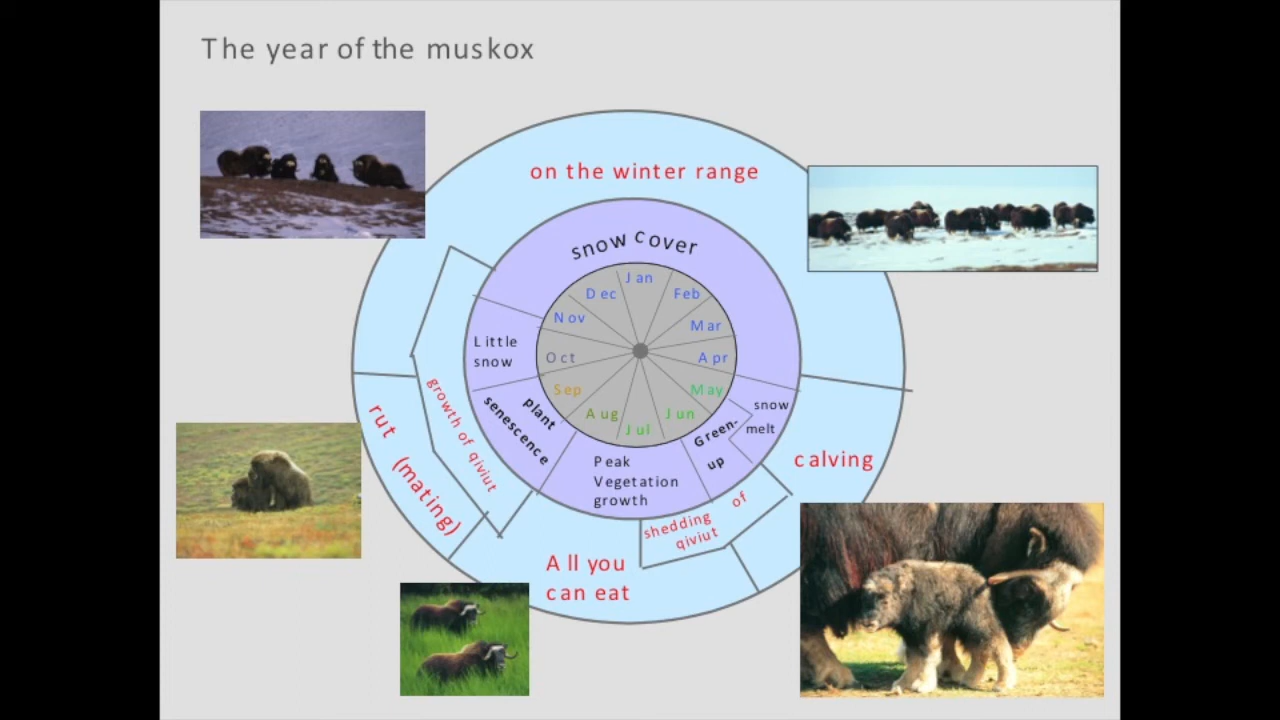 The year of the muskox
on the winter range
snow cover
Jan
Feb
Mar
Apr
May
Jun
Jul
Aug
Sep
Oct
Nov
Dec
Little
snow
plant
senescence
Peak
Vegetation
growth
Green-
up
snow
melt
growth of qiviut
shedding of
qiviut
rut (mating)
All you
can eat
calving